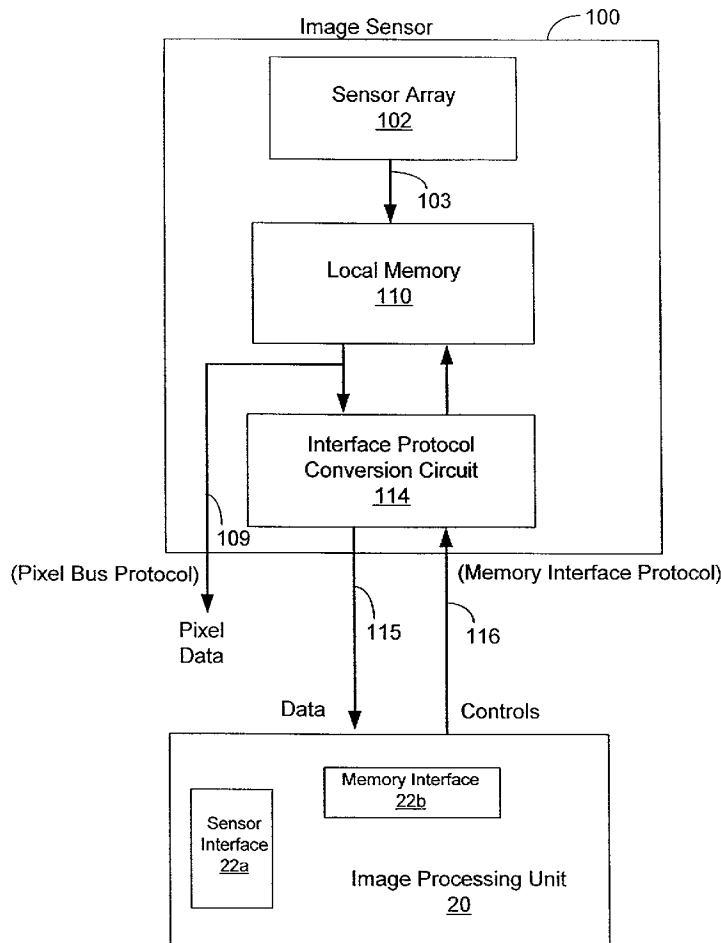 Image Sensor
100
Sensor Array
102
103
Local Memory
110
Interface Protocol
Conversion Circuit
114
109
(Pixel Bus Protocol)
(Memory Interface Protocol)
Pixel
Data
115
116
Data
Controls
Memory Interface
22b
Sensor
Interface
22a
Image Processing Unit
20